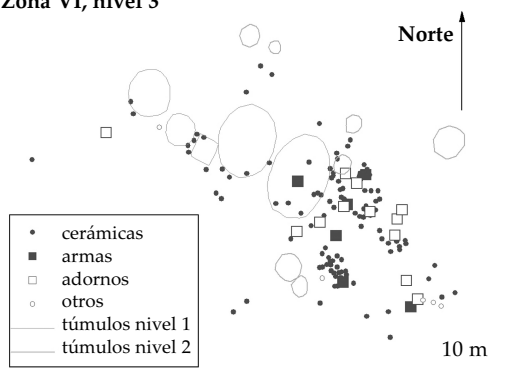 Zona VI, nivel 3
Norte
cerámicas
armas
adornos
otros
túmulos nivel 1
túmulos nivel 2
10 m